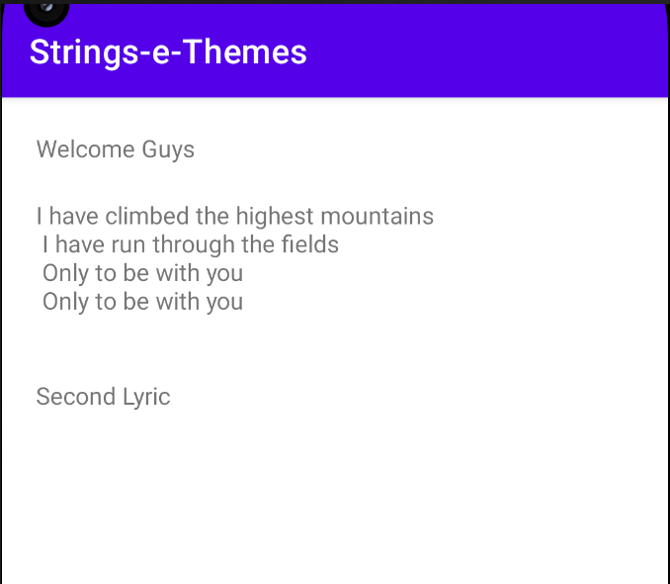 Strings-e-Themes
Welcome Guys
I have climbed the highest mountains
I have run through the fields
Only to be with you
Only to be with you
Second Lyric